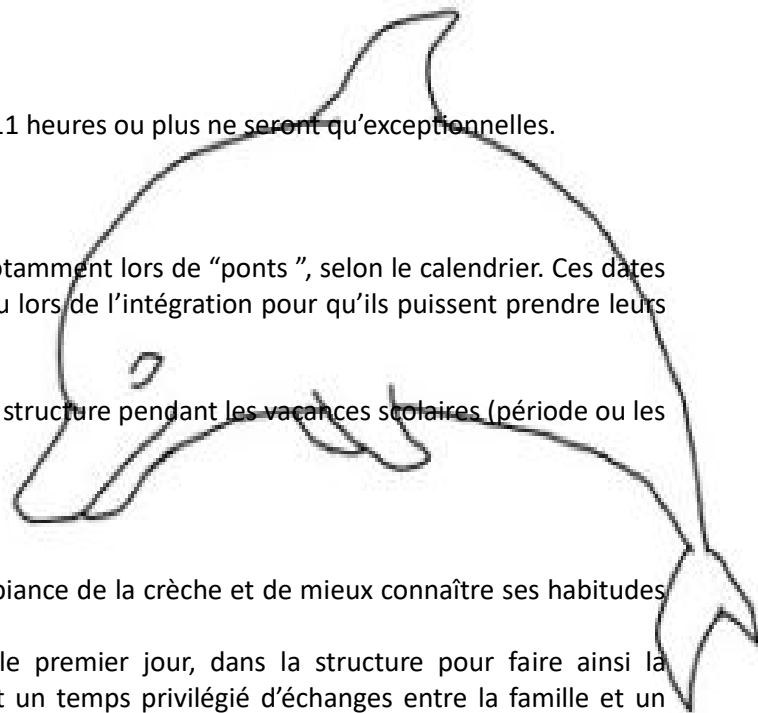 11 heures ou plus ne seront qu’exceptionnelles.
notamment lors de “ponts ”, selon le calendrier. Ces dates
lors de l’intégration pour qu’ils puissent prendre leurs
structure pendant les vacances scolaires (période ou les
de la crèche et de mieux connaître ses habitudes
le premier jour, dans la structure pour faire ainsi la
un temps privilégié d’échanges entre la famille et un